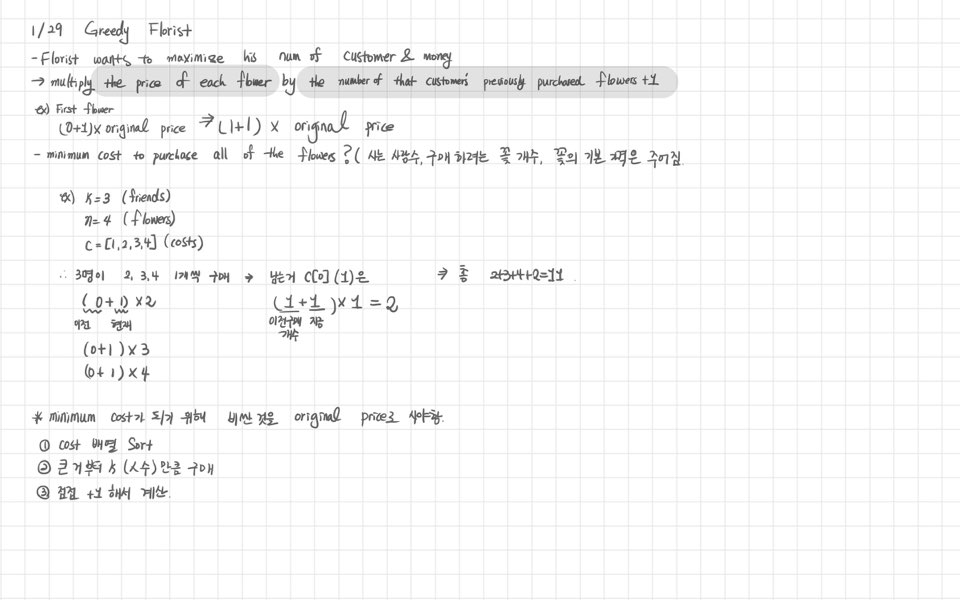 1/29 Greedy Florist
- Florist wants to maximize his num of customer & money
→ multiply the price of each flower by the number of that customer's previously purchased flowers +1
ex) First flower
(0+1)x original price ⇒ (1+1) x original price
- minimum cost to purchase all of the flowers? ( 사는 사람수, 구매 하려는 꽃 개수, 꽃의 기본 가격은 주어짐.
ex) k=3 (friends)
n=4 (flowers)
c=[1,2,3,4] (costs)
∴ 3명이 2, 3, 4 1개씩 구매 → 남는거 C[0] (1)은 ⇒ 총 2+3+4+2=11.
(0+1) x 2 (1+1) x 1 = 2
이전 현재 이전구매 지금
개수
(0+1) x 3
(0+1) x 4
* minimum cost가 되기 위해 비싼 것을 original price로 사야함.
① cost 배열 Sort
② 큰 거부터 k (人수) 만큼 구매
③ 점점 +1 해서 계산.